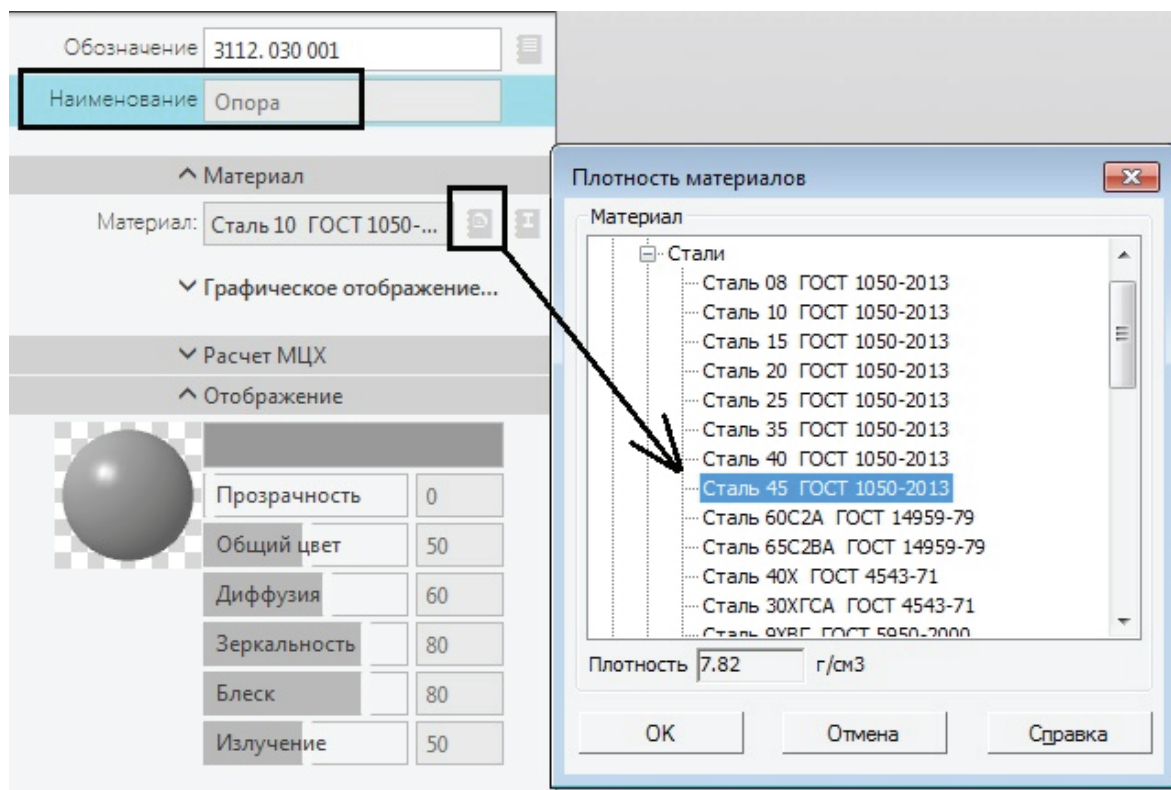 Обозначение 3112. 030 001
Наименование Опора
Материал
Материал: Сталь 10 ГОСТ 1050-...
Графическое отображение...
Расчет МЦХ
Отображение
Прозрачность 0
Общий цвет 50
Диффузия 60
Зеркальность 80
Блеск 80
Излучение 50
Плотность материалов
Материал
Стали
Сталь 08 ГОСТ 1050-2013
Сталь 10 ГОСТ 1050-2013
Сталь 15 ГОСТ 1050-2013
Сталь 20 ГОСТ 1050-2013
Сталь 25 ГОСТ 1050-2013
Сталь 35 ГОСТ 1050-2013
Сталь 40 ГОСТ 1050-2013
Сталь 45 ГОСТ 1050-2013
Сталь 60С2А ГОСТ 14959-79
Сталь 65С2ВА ГОСТ 14959-79
Сталь 40Х ГОСТ 4543-71
Сталь 30ХГСА ГОСТ 4543-71
Сталь 9ХВГ ГОСТ 5950-2000
Плотность 7.82 г/см3
OK Отмена Справка